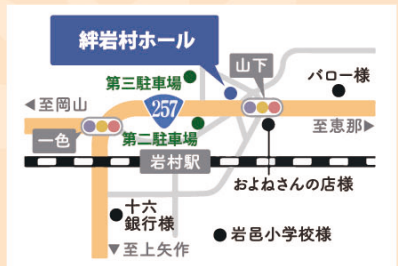 絆岩村ホール
山下
第三駐車場
バロー様
◀至岡山
257
一色
第二駐車場
至恵那▶
岩村駅
およねさんの店様
十六
銀行様
岩邑小学校様
▼至上矢作